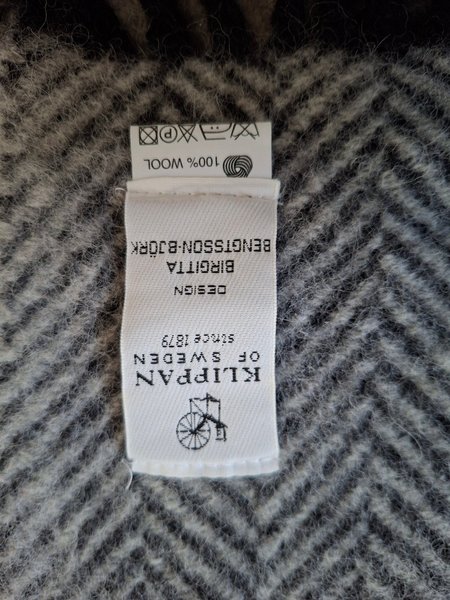 KLIPPAN
OF SWEDEN
since 1879
DESIGN
BIRGITTA
BENGTSSON-BJÖRK
100% WOOL